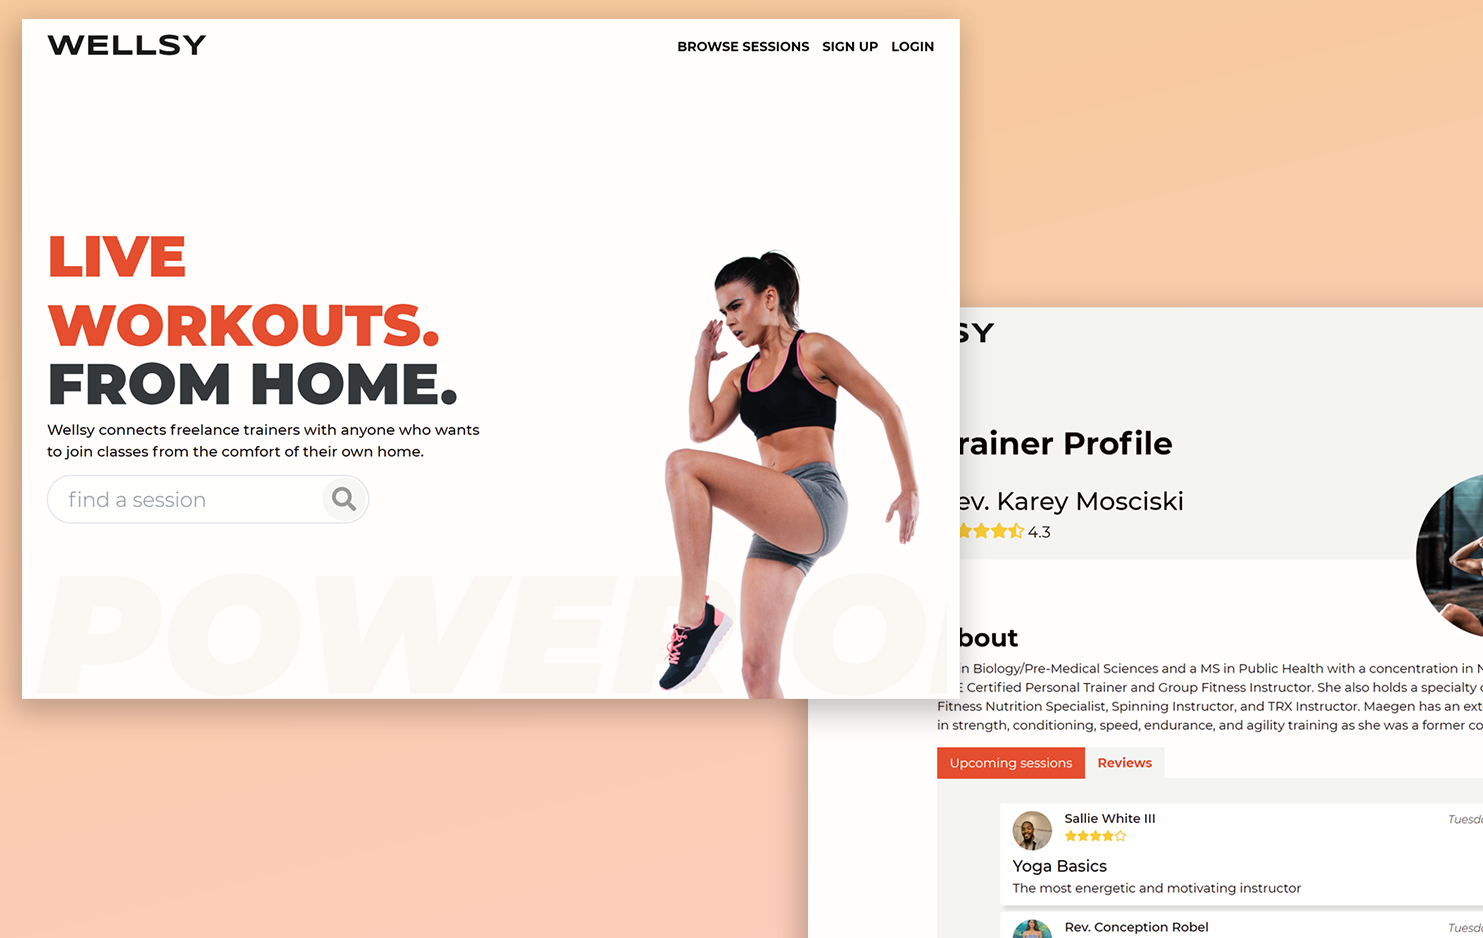 WELLSY
BROWSE SESSIONS SIGN UP LOGIN
LIVE
WORKOUTS.
FROM HOME.
Wellsy connects freelance trainers with anyone who wants
to join classes from the comfort of their own home.
find a session
POWER
SY
rainer Profile
ev. Karey Mosciski
4.3
bout
in Biology/Pre-Medical Sciences and a MS in Public Health with a concentration in N
E Certified Personal Trainer and Group Fitness Instructor. She also holds a specialty
Fitness Nutrition Specialist, Spinning Instructor, and TRX Instructor. Maegen has an ext
in strength, conditioning, speed, endurance, and agility training as she was a former co
Upcoming sessions Reviews
Sallie White III
Tuesd
Yoga Basics
The most energetic and motivating instructor
Rev. Conception Robel
Tuesd